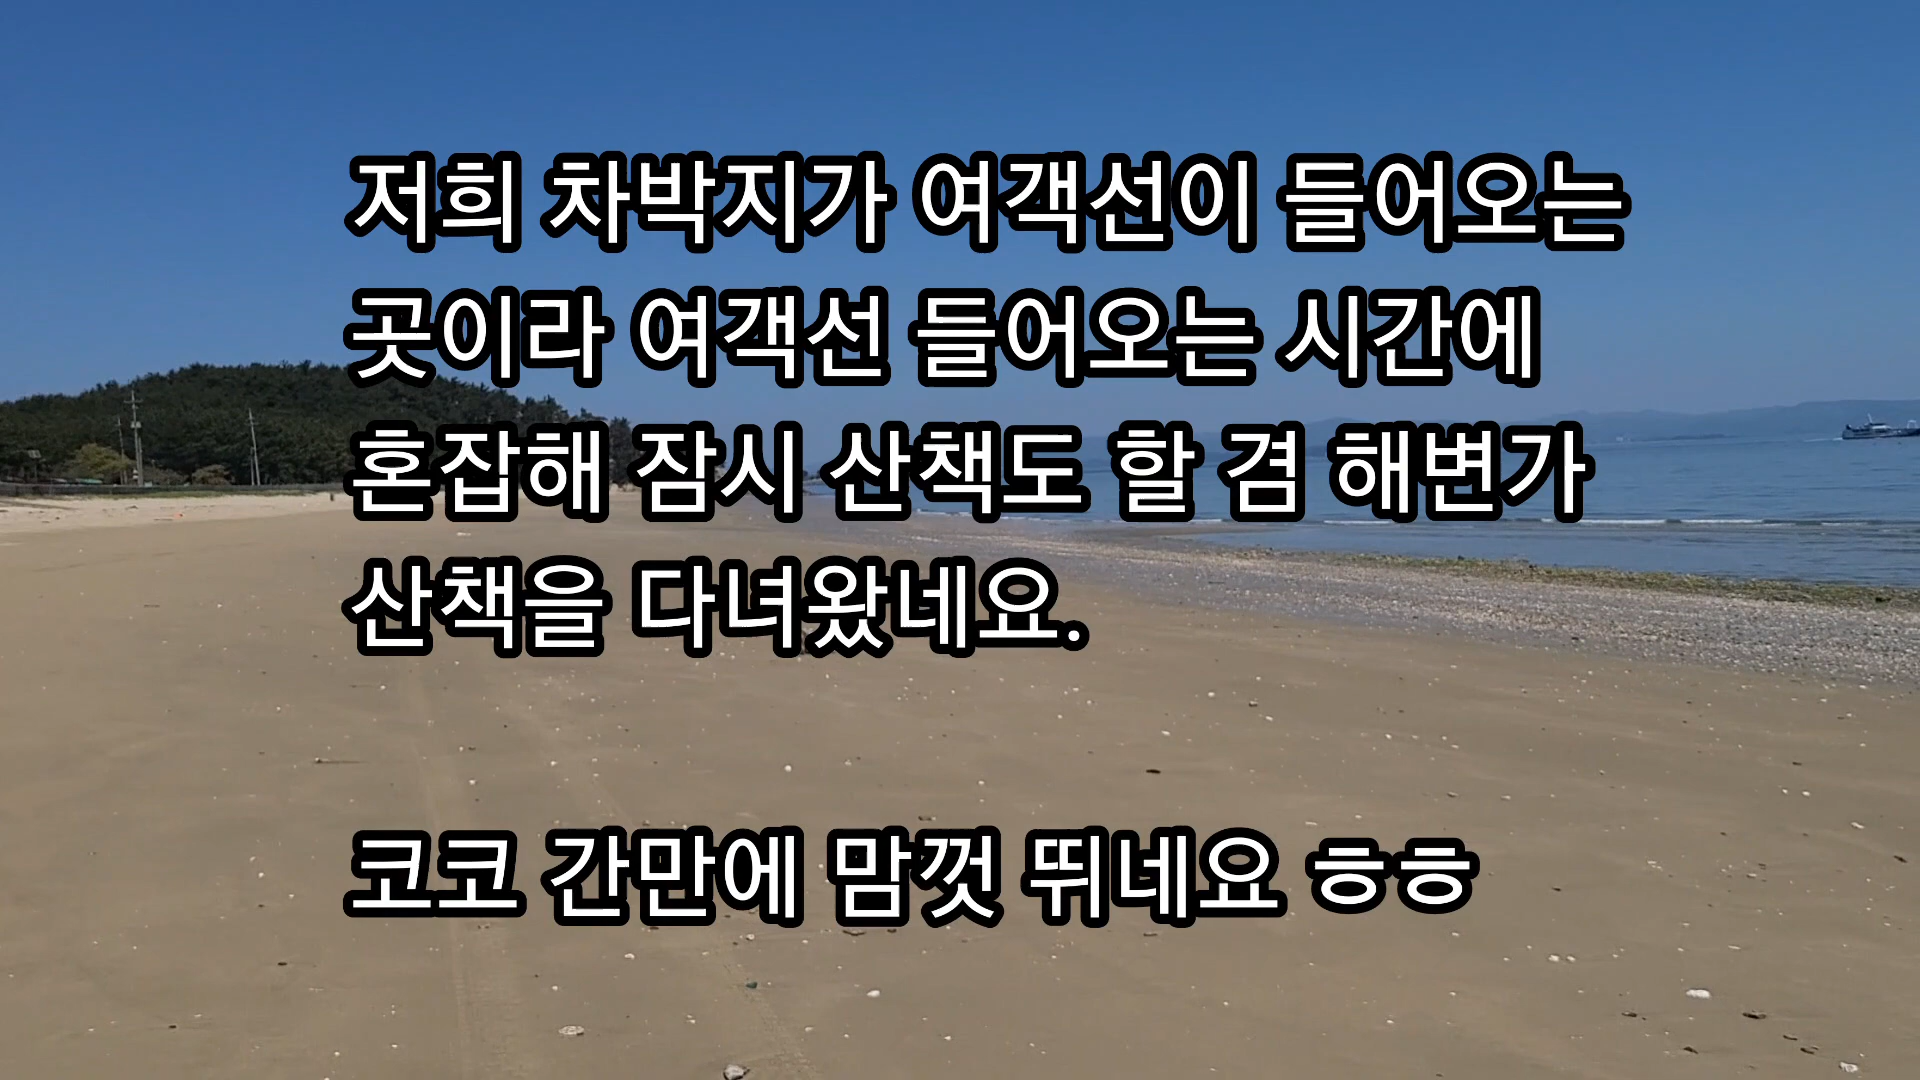 저희 차박지가 여객선이 들어오는
곳이라 여객선 들어오는 시간에
혼잡해 잠시 산책도 할 겸 해변가
산책을 다녀왔네요.
코코 간만에 맘껏 뛰네요 ㅎㅎ